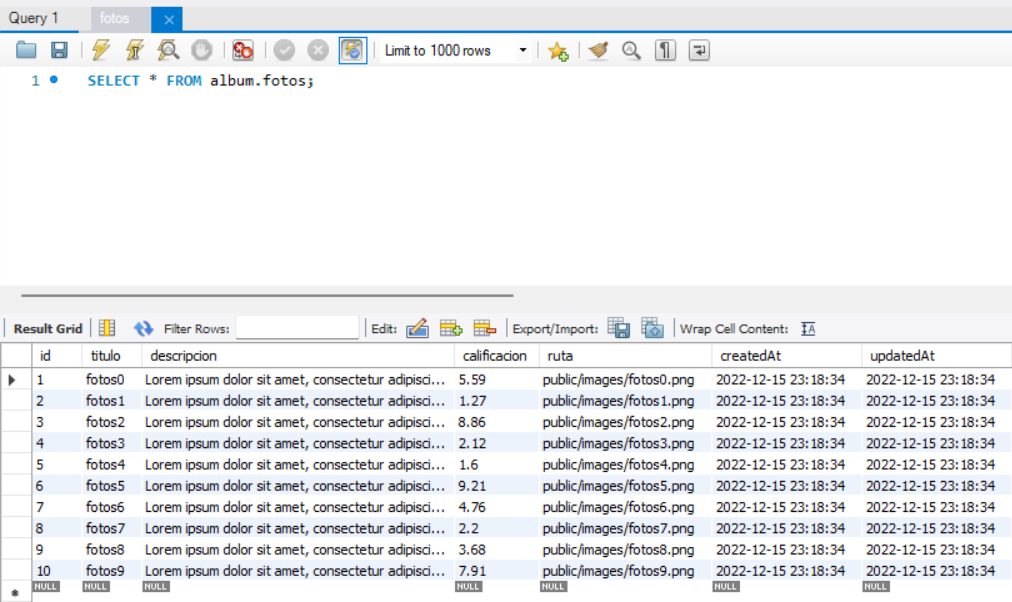 Query 1 fotos
Limit to 1000 rows
1 SELECT * FROM album.fotos;
Result Grid Filter Rows: Edit: Export/Import: Wrap Cell Content:
id titulo descripcion calificacion ruta createdAt updatedAt
1 fotos0 Lorem ipsum dolor sit amet, consectetur adipisci... 5.59 public/images/fotos0.png 2022-12-15 23:18:34 2022-12-15 23:18:34
2 fotos1 Lorem ipsum dolor sit amet, consectetur adipisci... 1.27 public/images/fotos1.png 2022-12-15 23:18:34 2022-12-15 23:18:34
3 fotos2 Lorem ipsum dolor sit amet, consectetur adipisci... 8.86 public/images/fotos2.png 2022-12-15 23:18:34 2022-12-15 23:18:34
4 fotos3 Lorem ipsum dolor sit amet, consectetur adipisci... 2.12 public/images/fotos3.png 2022-12-15 23:18:34 2022-12-15 23:18:34
5 fotos4 Lorem ipsum dolor sit amet, consectetur adipisci... 1.6 public/images/fotos4.png 2022-12-15 23:18:34 2022-12-15 23:18:34
6 fotos5 Lorem ipsum dolor sit amet, consectetur adipisci... 9.21 public/images/fotos5.png 2022-12-15 23:18:34 2022-12-15 23:18:34
7 fotos6 Lorem ipsum dolor sit amet, consectetur adipisci... 4.76 public/images/fotos6.png 2022-12-15 23:18:34 2022-12-15 23:18:34
8 fotos7 Lorem ipsum dolor sit amet, consectetur adipisci... 2.2 public/images/fotos7.png 2022-12-15 23:18:34 2022-12-15 23:18:34
9 fotos8 Lorem ipsum dolor sit amet, consectetur adipisci... 3.68 public/images/fotos8.png 2022-12-15 23:18:34 2022-12-15 23:18:34
10 fotos9 Lorem ipsum dolor sit amet, consectetur adipisci... 7.91 public/images/fotos9.png 2022-12-15 23:18:34 2022-12-15 23:18:34
NULL NULL NULL NULL NULL NULL NULL